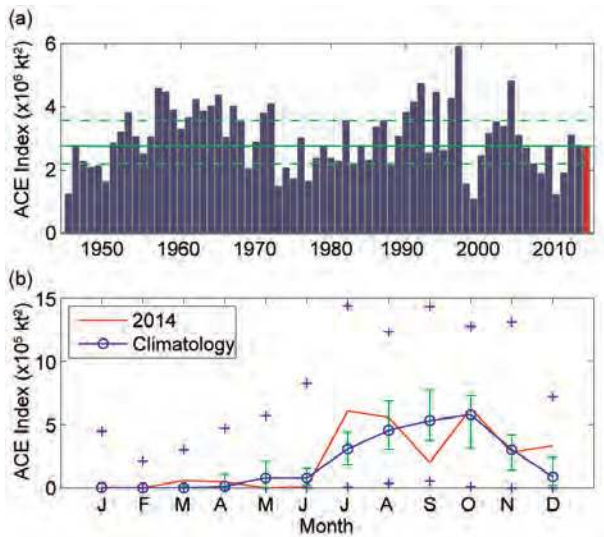 (a)
6
4
2
0
ACE Index (x10⁶ kt²)
1950 1960 1970 1980 1990 2000 2010
(b)
15
10
5
0
ACE Index (x10⁵ kt²)
2014
Climatology
J F M A M J J A S O N D
Month